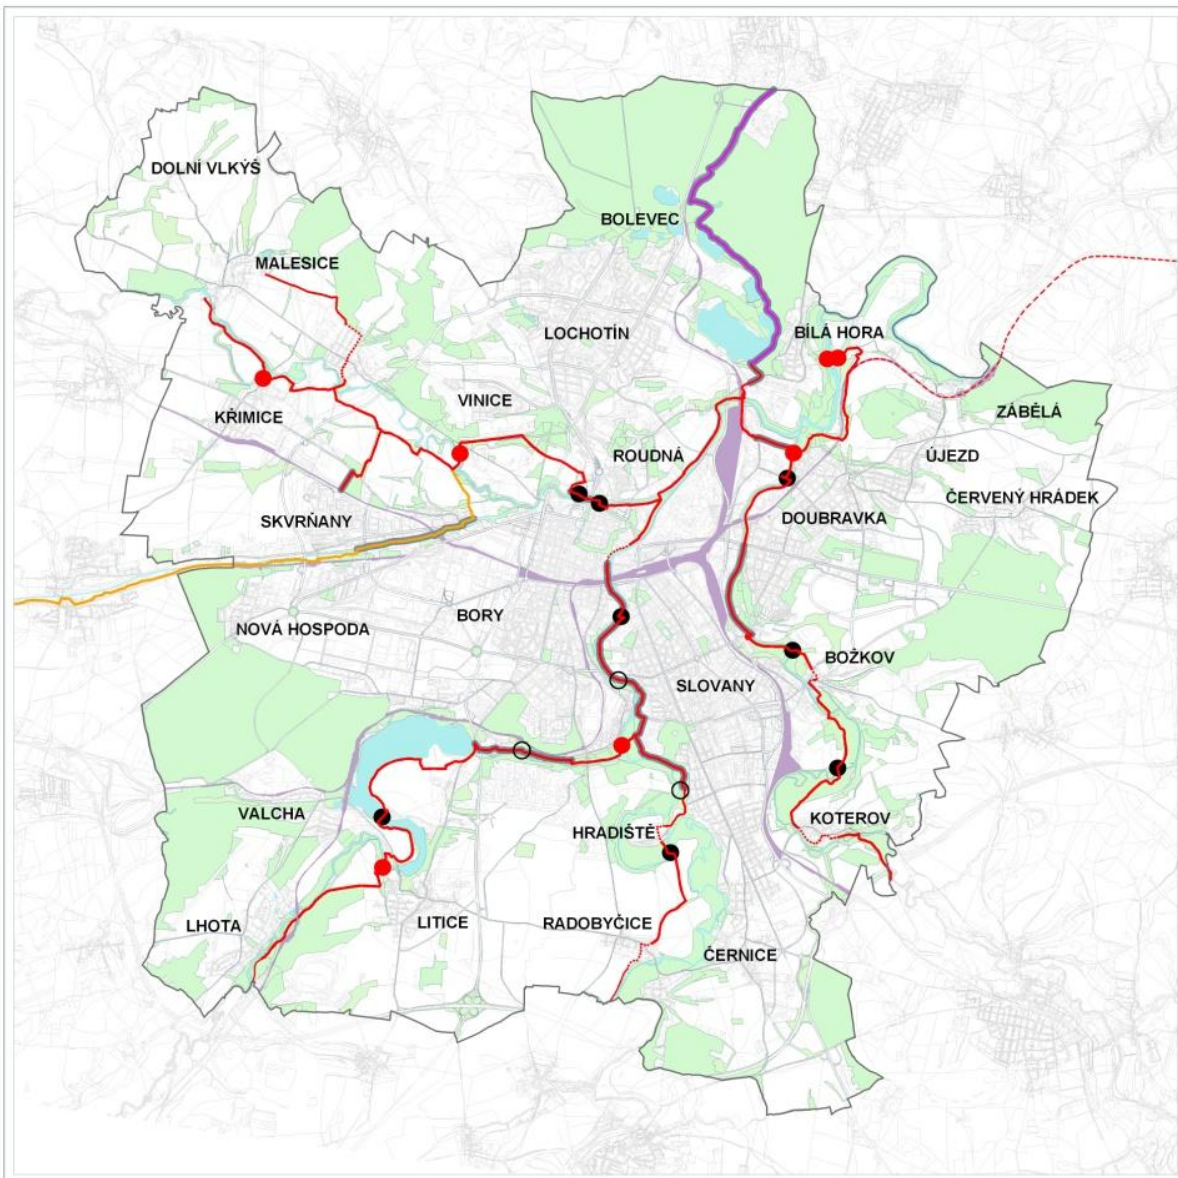 DOLNÍ VLKÝŠ
BOLEVEC
MALESICE
LOCHOTÍN
BÍLÁ HORA
VINICE
KŘIMICE
ZÁBĚLÁ
ROUDNÁ
ÚJEZD
ČERVENÝ HRÁDEK
SKVRŇANY
DOUBRAVKA
BORY
NOVÁ HOSPODA
BOŽKOV
SLOVANY
VALCHA
KOTEROV
HRADIŠTĚ
LITICE
RADOBYČICE
LHOTA
ČERNICE